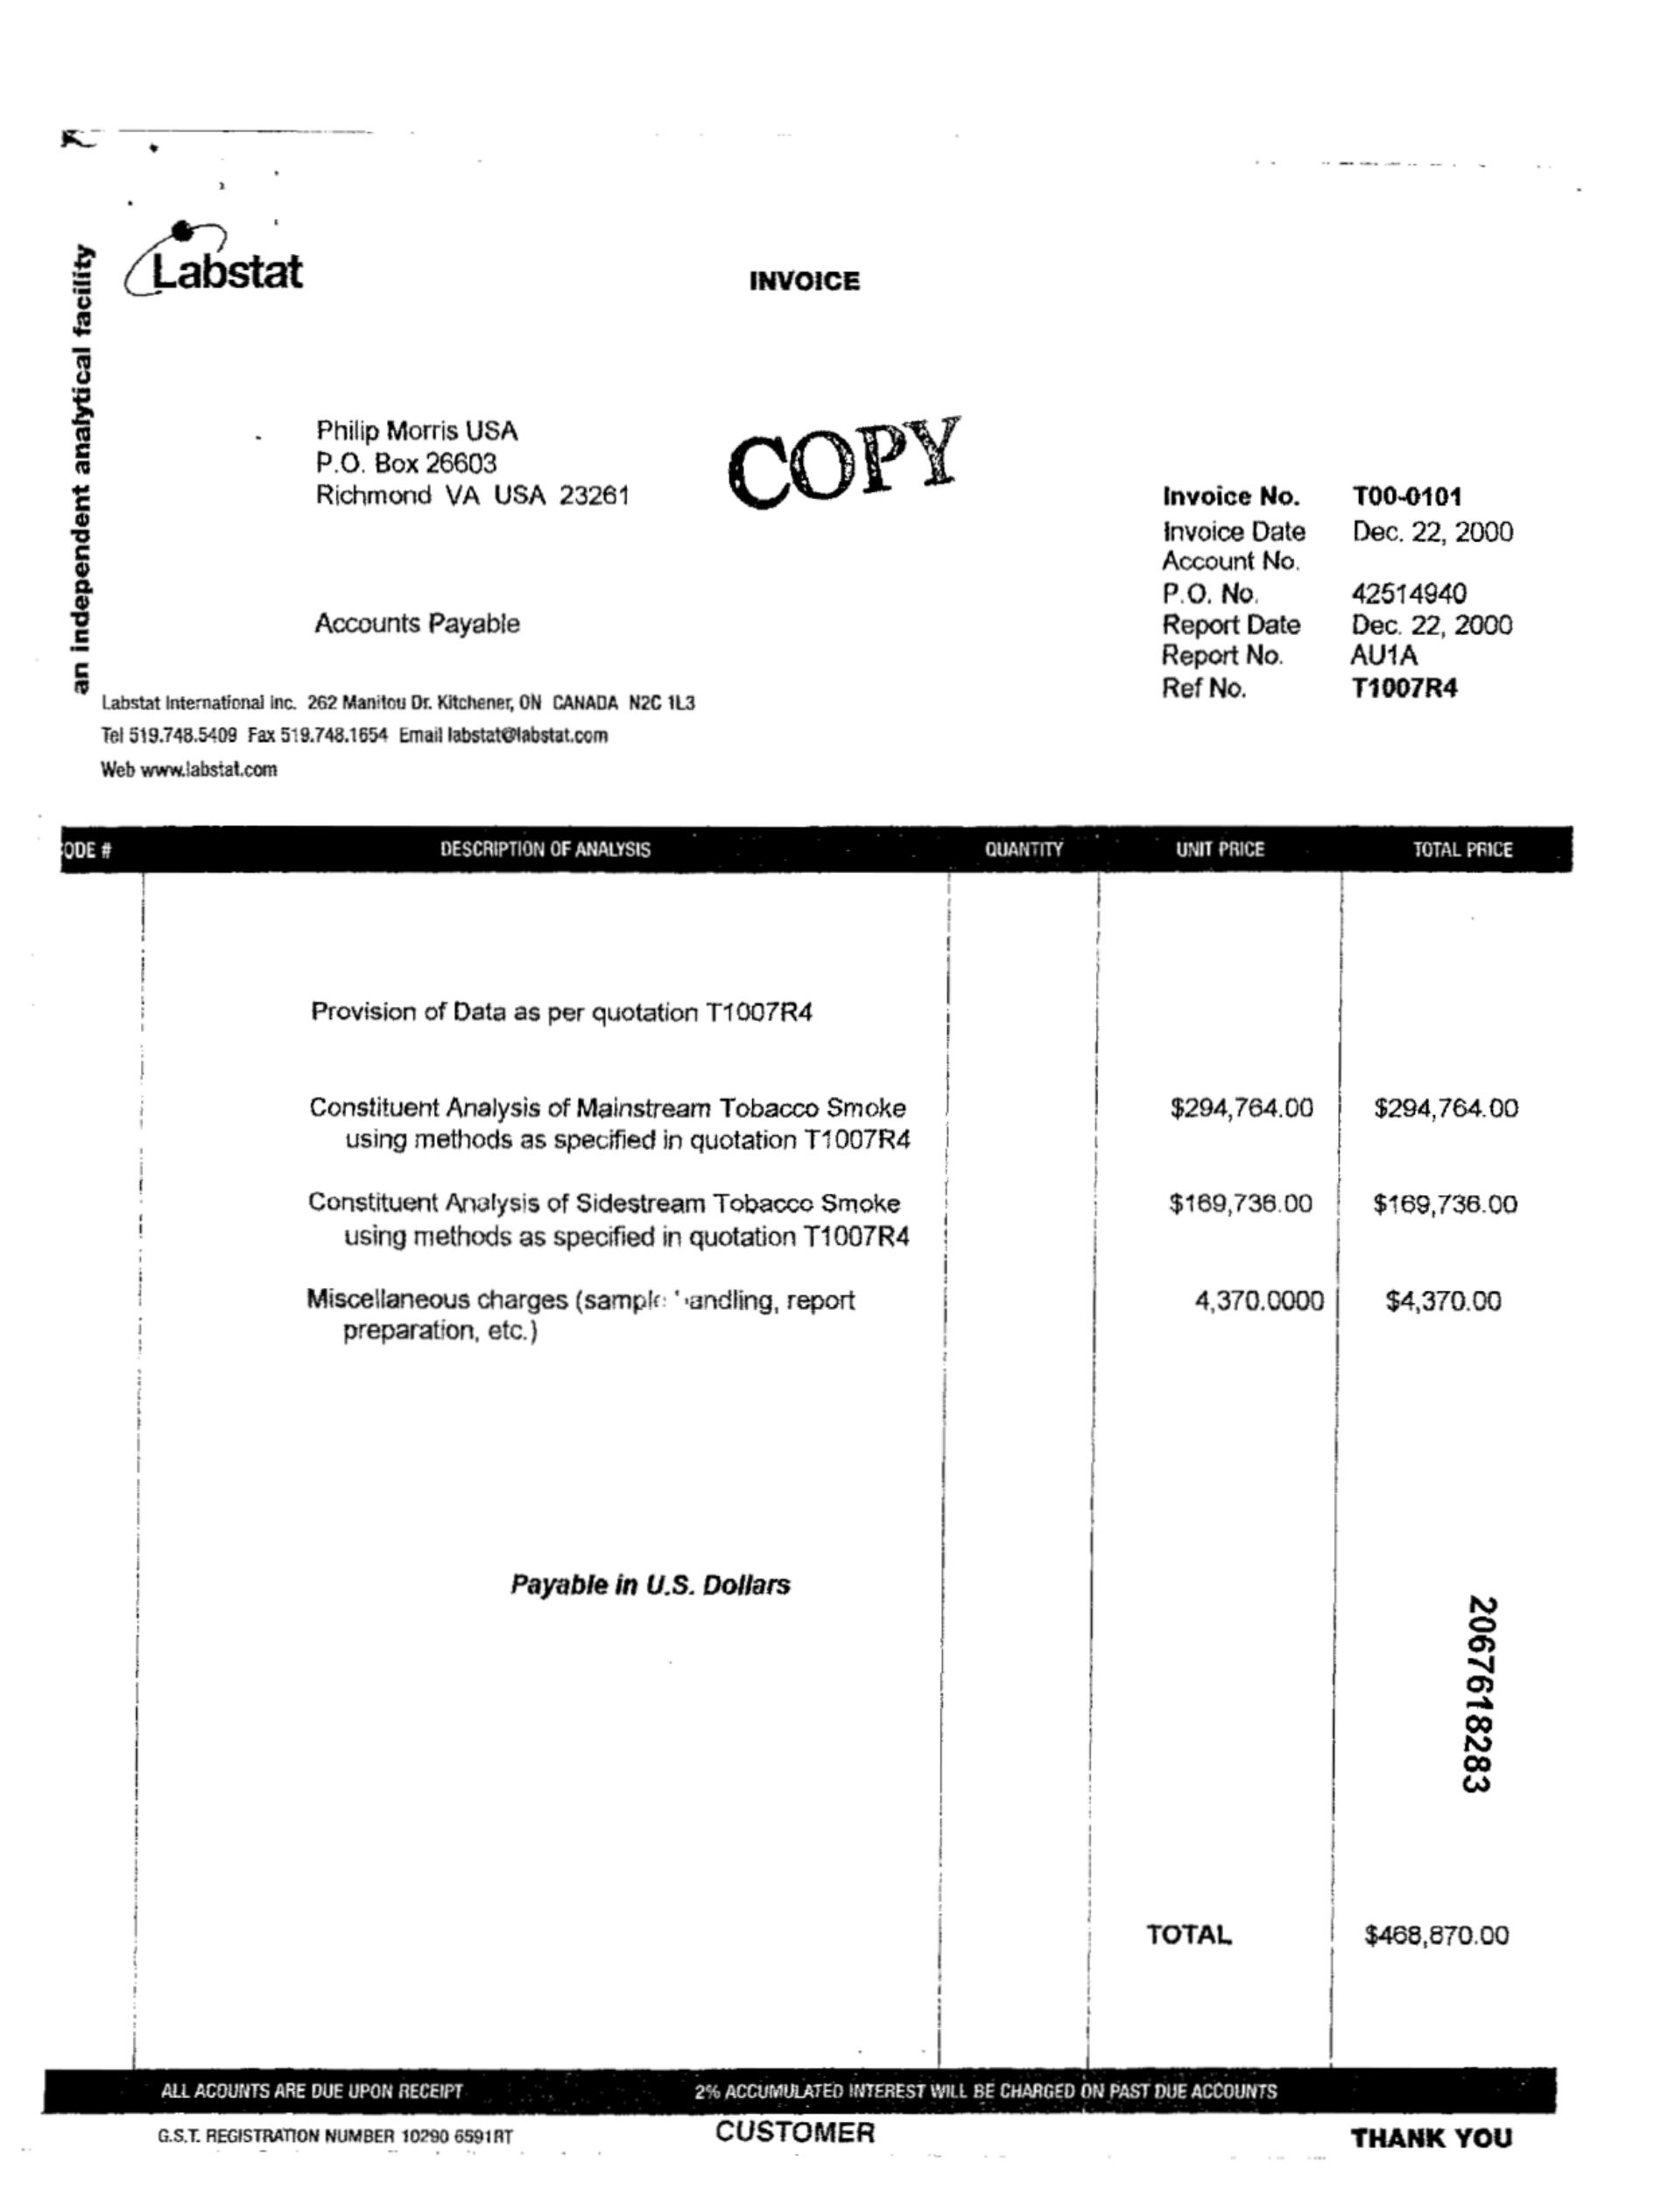 Labstat
an independent analytical facility
INVOICE
Philip Morris USA
P.O. Box 26603
Richmond VA USA 23261
COPY
Accounts Payable
Invoice No. T00-0101
Invoice Date Dec. 22, 2000
Account No.
P.O. No. 42514940
Report Date Dec. 22, 2000
Report No. AU1A
Ref No. T1007R4
Labstat International Inc. 262 Manitou Dr. Kitchener, ON CANADA N2C 1L3
Tel 519.748.5409 Fax 519.748.1654 Email labstat@labstat.com
Web www.labstat.com
ODE # DESCRIPTION OF ANALYSIS QUANTITY UNIT PRICE TOTAL PRICE
Provision of Data as per quotation T1007R4
Constituent Analysis of Mainstream Tobacco Smoke $294,764.00 $294,764.00
using methods as specified in quotation T1007R4
Constituent Analysis of Sidestream Tobacco Smoke $169,736.00 $169,736.00
using methods as specified in quotation T1007R4
Miscellaneous charges (sample handling, report 4,370.0000 $4,370.00
preparation, etc.)
Payable in U.S. Dollars
2067618283
TOTAL $468,870.00
ALL ACOUNTS ARE DUE UPON RECEIPT 2% ACCUMULATED INTEREST WILL BE CHARGED ON PAST DUE ACCOUNTS
G.S.T. REGISTRATION NUMBER 10290 6591RT CUSTOMER THANK YOU